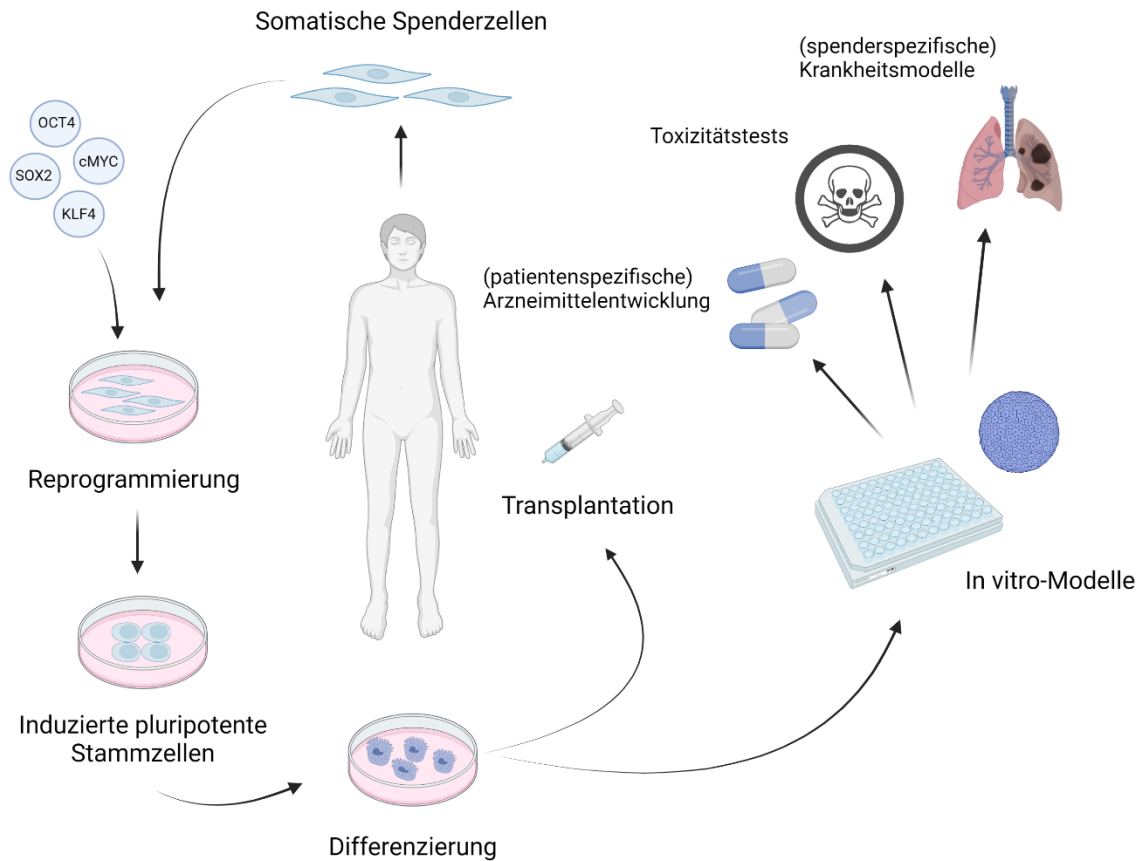 Somatische Spenderzellen
(spenderspezifische)
Krankheitsmodelle
OCT4
cMYC
SOX2
KLF4
Toxizitätstests
(patientenspezifische)
Arzneimittelentwicklung
Reprogrammierung
Transplantation
In vitro-Modelle
Induzierte pluripotente
Stammzellen
Differenzierung